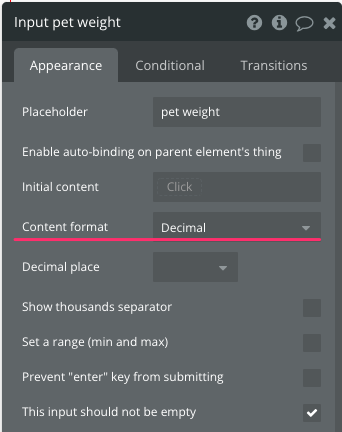 Input pet weight
Appearance Conditional Transitions
Placeholder pet weight
Enable auto-binding on parent element's thing
Initial content Click
Content format Decimal
Decimal place
Show thousands separator
Set a range (min and max)
Prevent "enter" key from submitting
This input should not be empty